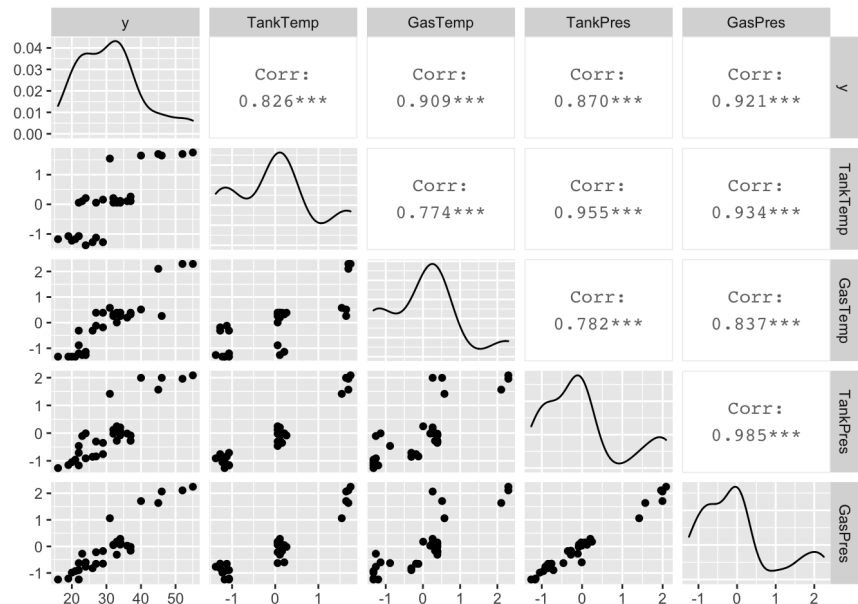 y TankTemp GasTemp TankPres GasPres
0.04
0.03
0.02
0.01
0.00
Corr:
0.826***
Corr:
0.909***
Corr:
0.870***
Corr:
0.921***
y
1
0
-1
Corr:
0.774***
Corr:
0.955***
Corr:
0.934***
TankTemp
2
1
0
-1
Corr:
0.782***
Corr:
0.837***
GasTemp
2
1
0
-1
Corr:
0.985***
TankPres
2
1
0
-1
GasPres
20 30 40 50
-1 0 1
-1 0 1 2
-1 0 1 2
-1 0 1 2